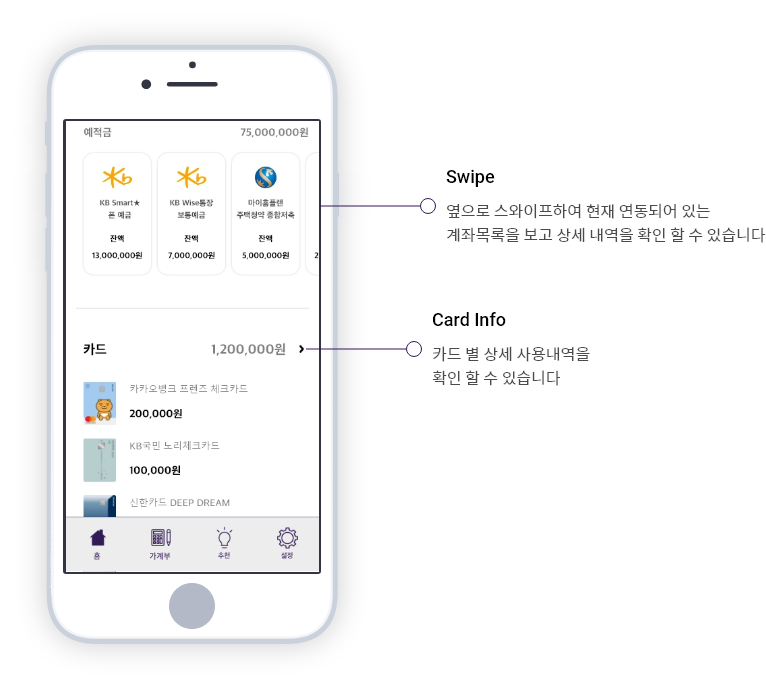 예적금 75,000,000원
KB Smart★ KB Wise통장 마이홈플랜
폰 예금 보통예금 주택청약 종합저축
잔액 잔액 잔액
13,000,000원 7,000,000원 5,000,000원 2
카드 1,200,000원
카카오뱅크 프렌즈 체크카드
200,000원
KB국민 노리체크카드
100,000원
신한카드 DEEP DREAM
홈 가계부 추천 설정
Swipe
옆으로 스와이프하여 현재 연동되어 있는
계좌목록을 보고 상세 내역을 확인 할 수 있습니다
Card Info
카드 별 상세 사용내역을
확인 할 수 있습니다